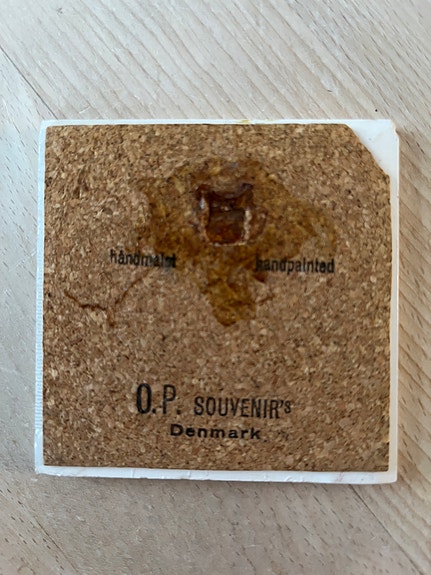 håndmalet handpainted
O.P. SOUVENIR's
Denmark